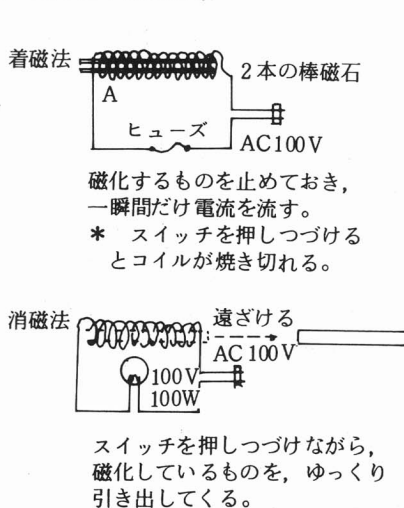 着磁法
2本の棒磁石
A
ヒューズ
AC100V
磁化するものを止めておき，
一瞬間だけ電流を流す。
＊　スイッチを押しつづける
とコイルが焼き切れる。
消磁法
遠ざける
AC 100V
100V
100W
スイッチを押しつづけながら，
磁化しているものを，ゆっくり
引き出してくる。